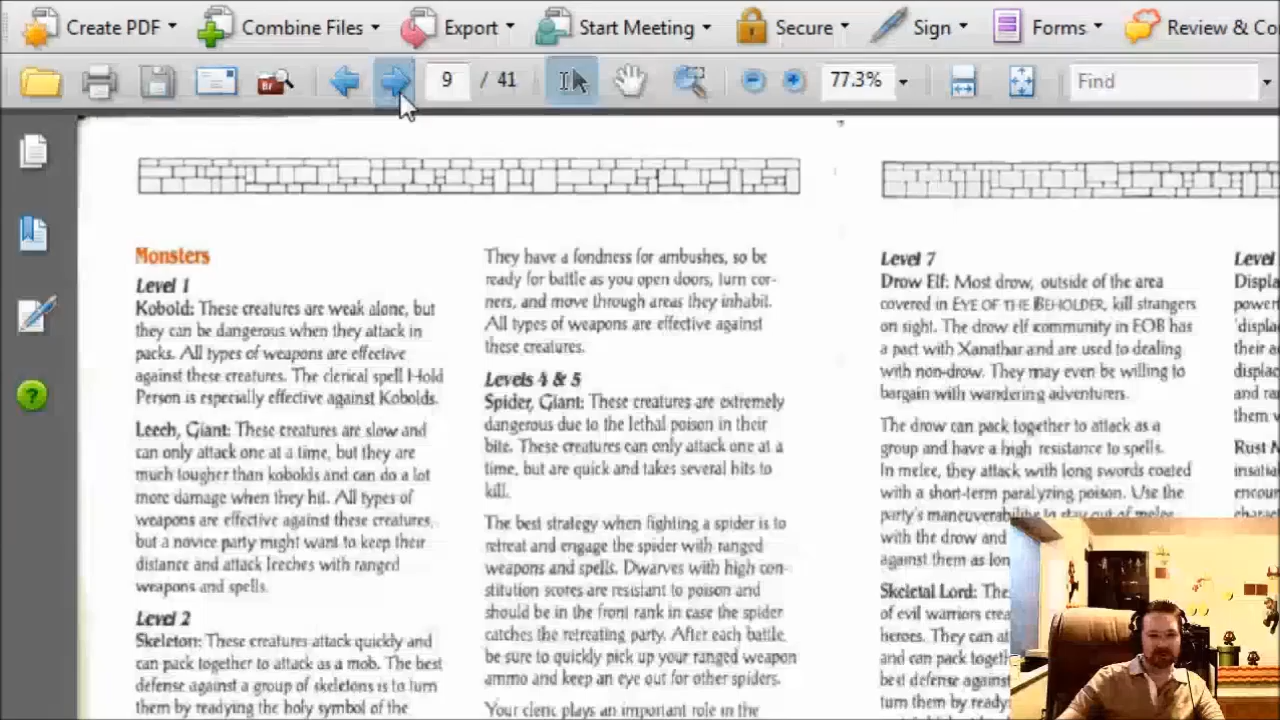 Create PDF
Combine Files
Export
Start Meeting
Secure
Sign
Forms
Review & Co
9 / 41
77.3%
Find
Monsters
Level 1
Kobold: These creatures are weak alone, but
they can be dangerous when they attack in
packs. All types of weapons are effective
against these creatures. The clerical spell Hold
Person is especially effective against Kobolds.
Leech, Giant: These creatures are slow and
can only attack one at a time, but they are
much tougher than kobolds and can do a lot
more damage when they hit. All types of
weapons are effective against these creatures,
but a novice party might want to keep their
distance and attack leeches with ranged
weapons and spells.
Level 2
Skeleton: These creatures attack quickly and
can pack together to attack as a mob. The best
defense against a group of skeletons is to turn
them by readying the holy symbol of the
They have a fondness for ambushes, so be
ready for battle as you open doors, turn cor-
ners, and move through areas they inhabit.
All types of weapons are effective against
these creatures.
Levels 4 & 5
Spider, Giant: These creatures are extremely
dangerous due to the lethal poison in their
bite. These creatures can only attack one at a
time, but are quick and takes several hits to
kill.
The best strategy when fighting a spider is to
retreat and engage the spider with ranged
weapons and spells. Dwarves with high con-
stitution scores are resistant to poison and
should be in the front rank in case the spider
catches the retreating party. After each battle,
be sure to quickly pick up your ranged weapon
ammo and keep an eye out for other spiders.
Your cleric plays an important role in the
Level 7
Drow Elf: Most drow, outside of the area
covered in EYE OF THE BEHOLDER, kill strangers
on sight. The drow elf community in EOB has
a pact with Xanathar and are used to dealing
with non-drow. They may even be willing to
bargain with wandering adventurers.
The drow can pack together to attack as a
group and have a high resistance to spells.
In melee, they attack with long swords coated
with a short-term paralyzing poison. Use the
party's maneuverability to stay out of melee
with the drow and
against them as lon
Skeletal Lord: The
of evil warriors crea
heroes. They can at
and can pack togeth
best defense against
turn them by ready
Level
Displa
power
'displa
their a
displac
and ra
them w
Rust M
insatia
encoun